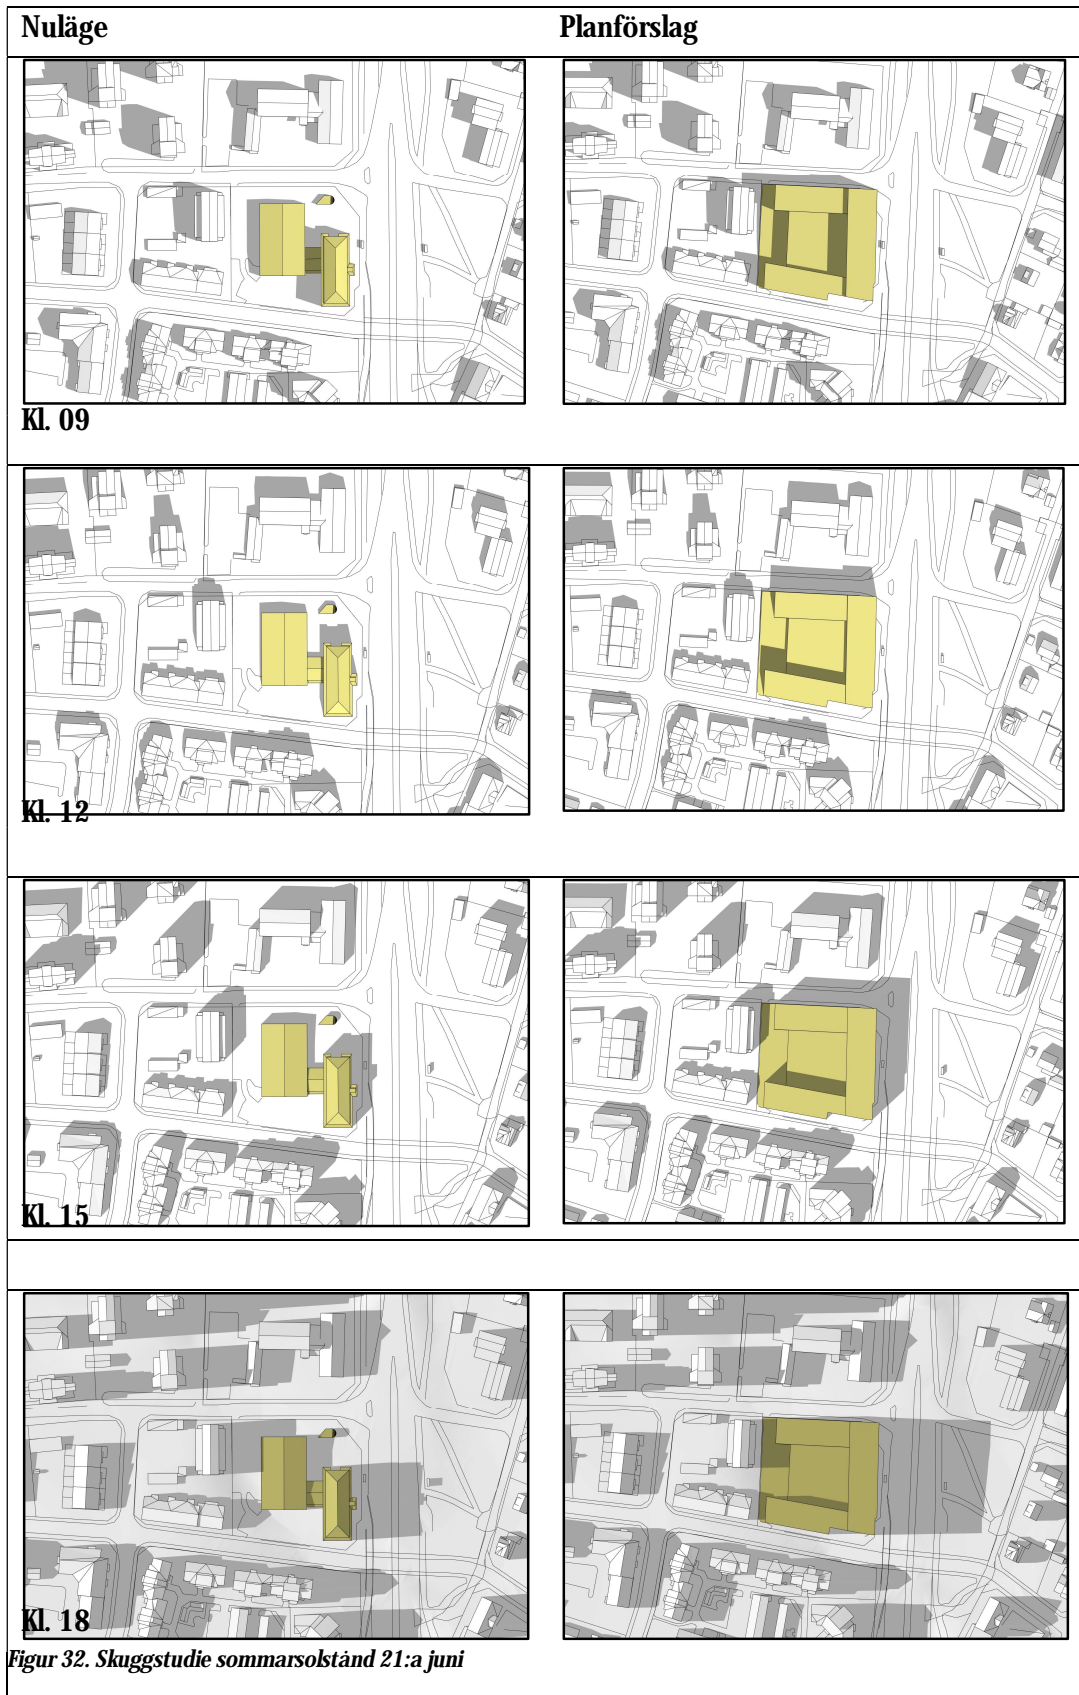 Nuläge
Planförslag
Kl. 09
Kl. 12
Kl. 15
Kl. 18
Figur 32. Skuggstudie sommarsolstånd 21:a juni